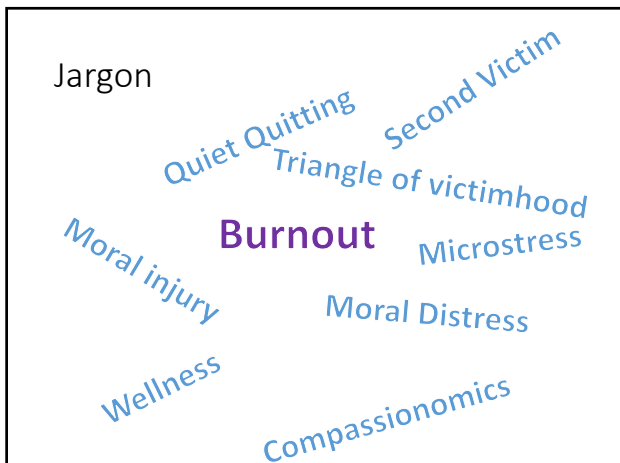 Jargon
Second Victim
Quiet Quitting
Triangle of victimhood
Burnout
Microstress
Moral injury
Moral Distress
Wellness
Compassionomics